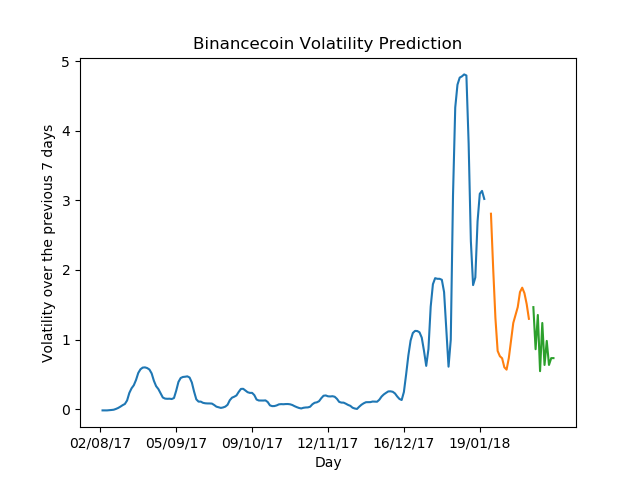 Binancecoin Volatility Prediction
Volatility over the previous 7 days
5
4
3
2
1
0
02/08/17 05/09/17 09/10/17 12/11/17 16/12/17 19/01/18
Day